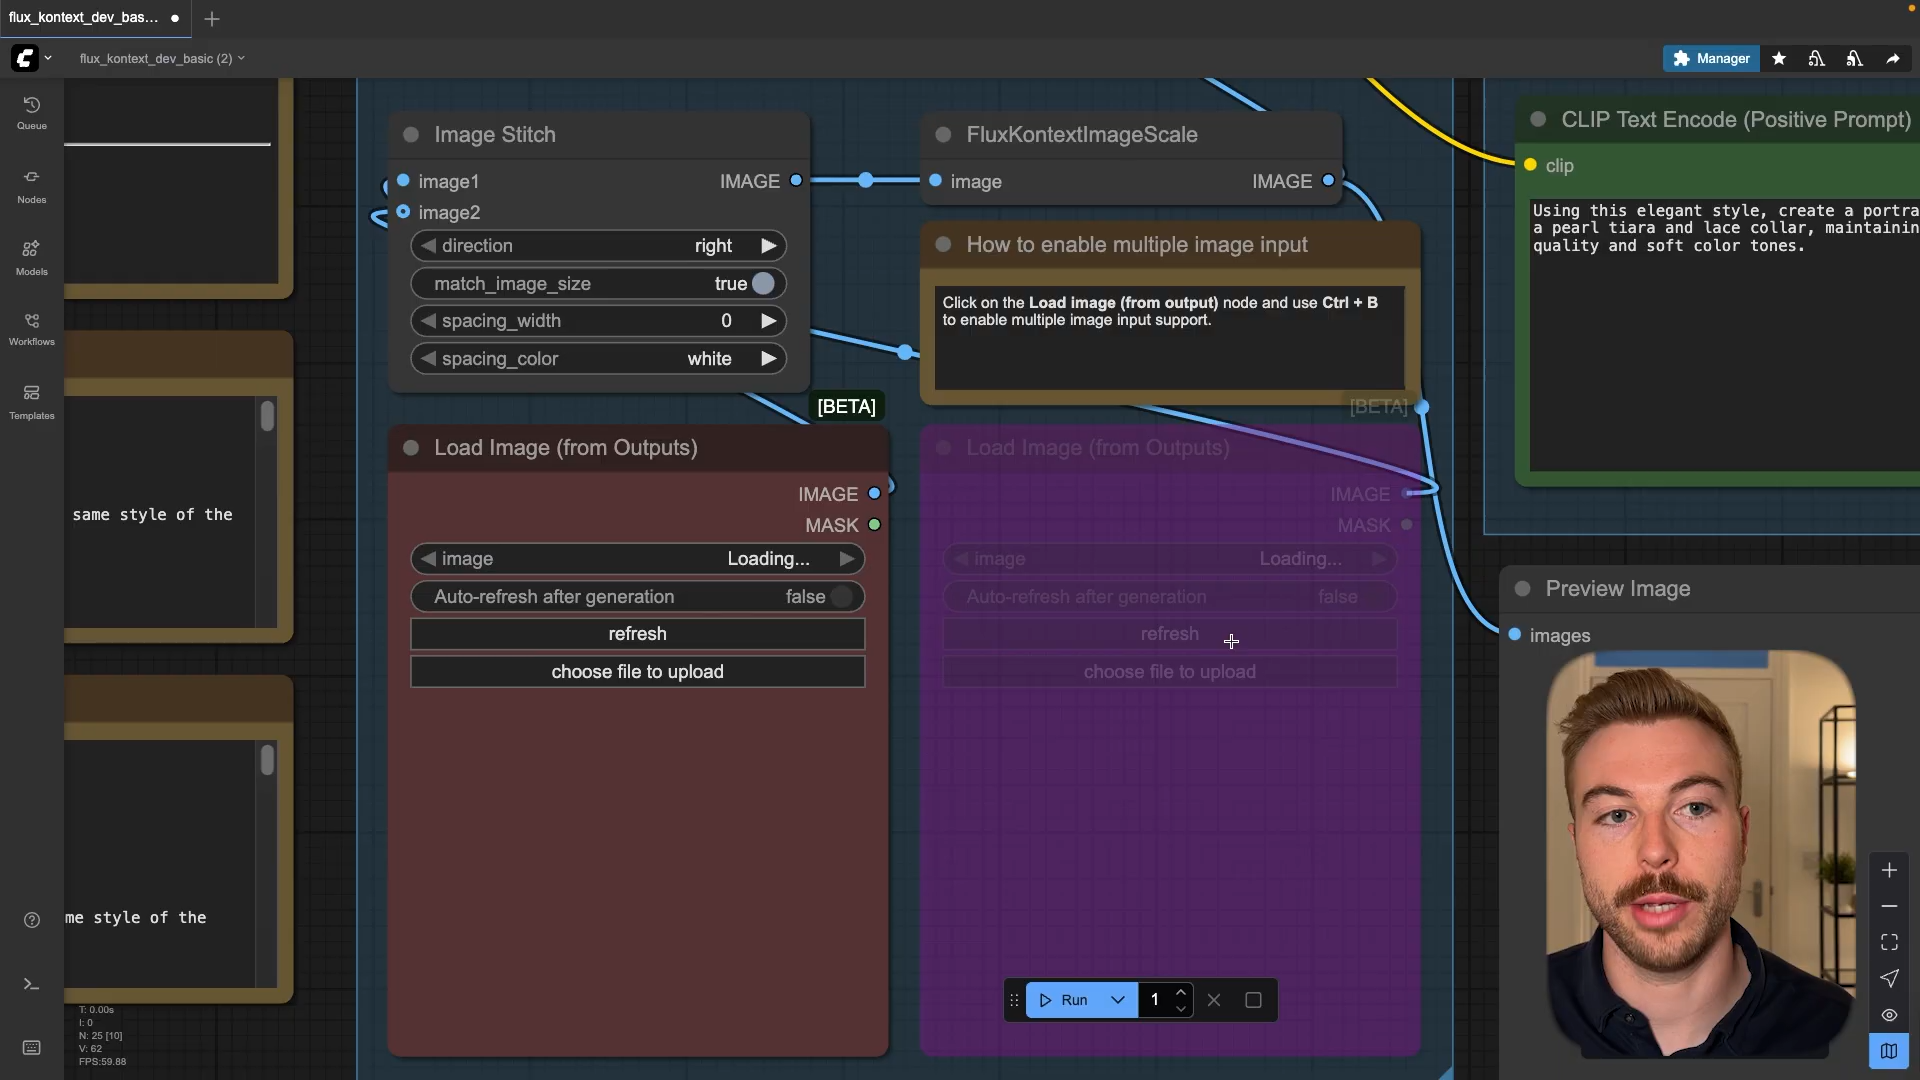 flux_kontext_dev_bas...
flux_kontext_dev_basic (2)
Manager
Queue
Nodes
Models
Workflows
Templates
same style of the
me style of the
T: 0.00s
I: 0
N: 25 [10]
V: 62
FPS:59.88
Image Stitch
image1
IMAGE
image2
direction
right
match_image_size
true
spacing_width
0
spacing_color
white
FluxKontextImageScale
image
IMAGE
How to enable multiple image input
Click on the Load image (from output) node and use Ctrl + B
to enable multiple image input support.
[BETA]
Load Image (from Outputs)
IMAGE
MASK
image
Loading...
Auto-refresh after generation
false
refresh
choose file to upload
[BETA]
Load Image (from Outputs)
IMAGE
MASK
image
Loading...
Auto-refresh after generation
false
refresh
choose file to upload
CLIP Text Encode (Positive Prompt)
clip
Using this elegant style, create a portra
a pearl tiara and lace collar, maintainin
quality and soft color tones.
Preview Image
images
Run
1